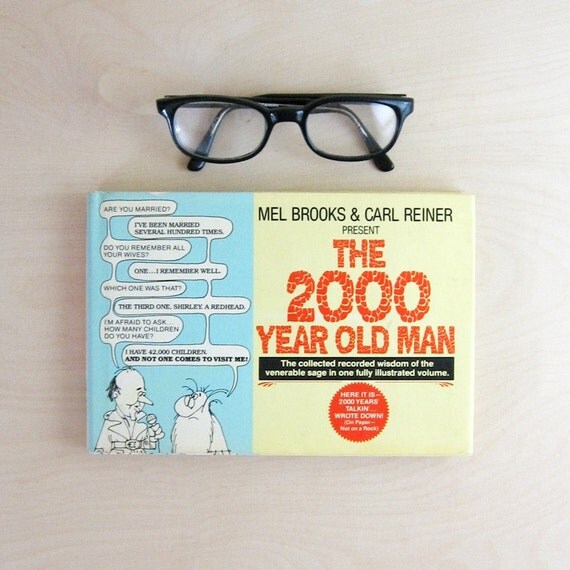 ARE YOU MARRIED?
I'VE BEEN MARRIED
SEVERAL HUNDRED TIMES.
DO YOU REMEMBER ALL
YOUR WIVES?
ONE...I REMEMBER WELL.
WHICH ONE WAS THAT?
THE THIRD ONE, SHIRLEY. A REDHEAD.
I'M AFRAID TO ASK...
HOW MANY CHILDREN
DO YOU HAVE?
I HAVE 42,000 CHILDREN.
AND NOT ONE COMES TO VISIT ME!
MEL BROOKS & CARL REINER
PRESENT
THE
2000
YEAR OLD MAN
The collected recorded wisdom of the
venerable sage in one fully illustrated volume.
HERE IT IS—
2000 YEARS'
TALKIN'...
WROTE DOWN!
(On Paper—
Not on a Rock)